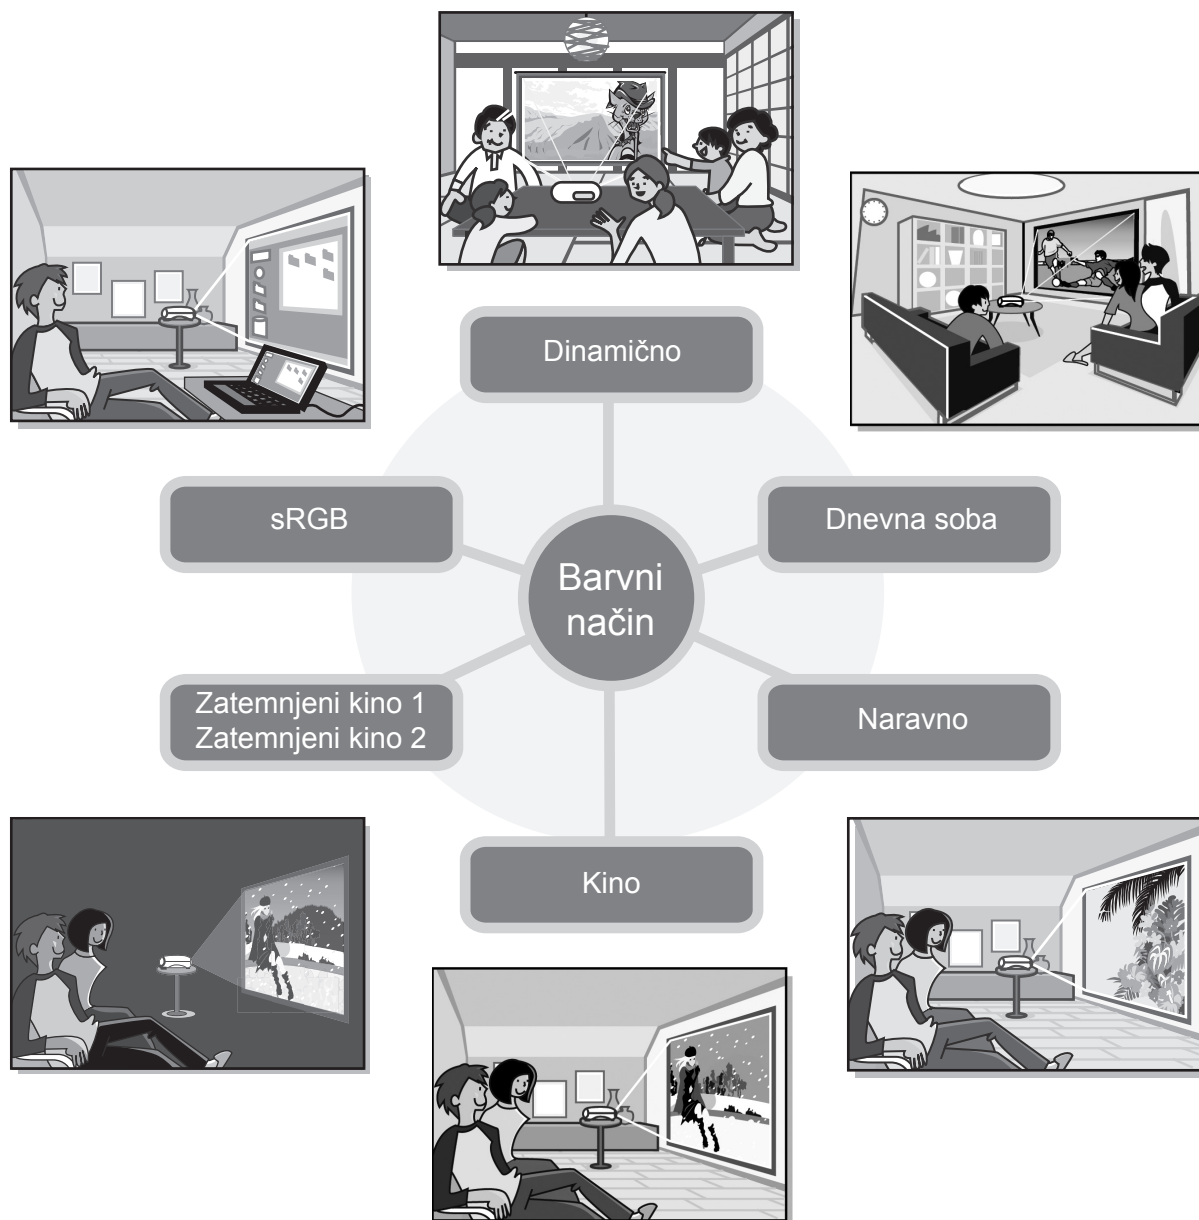 Dinamično
sRGB
Dnevna soba
Barvni
način
Zatemnjeni kino 1
Zatemnjeni kino 2
Naravno
Kino